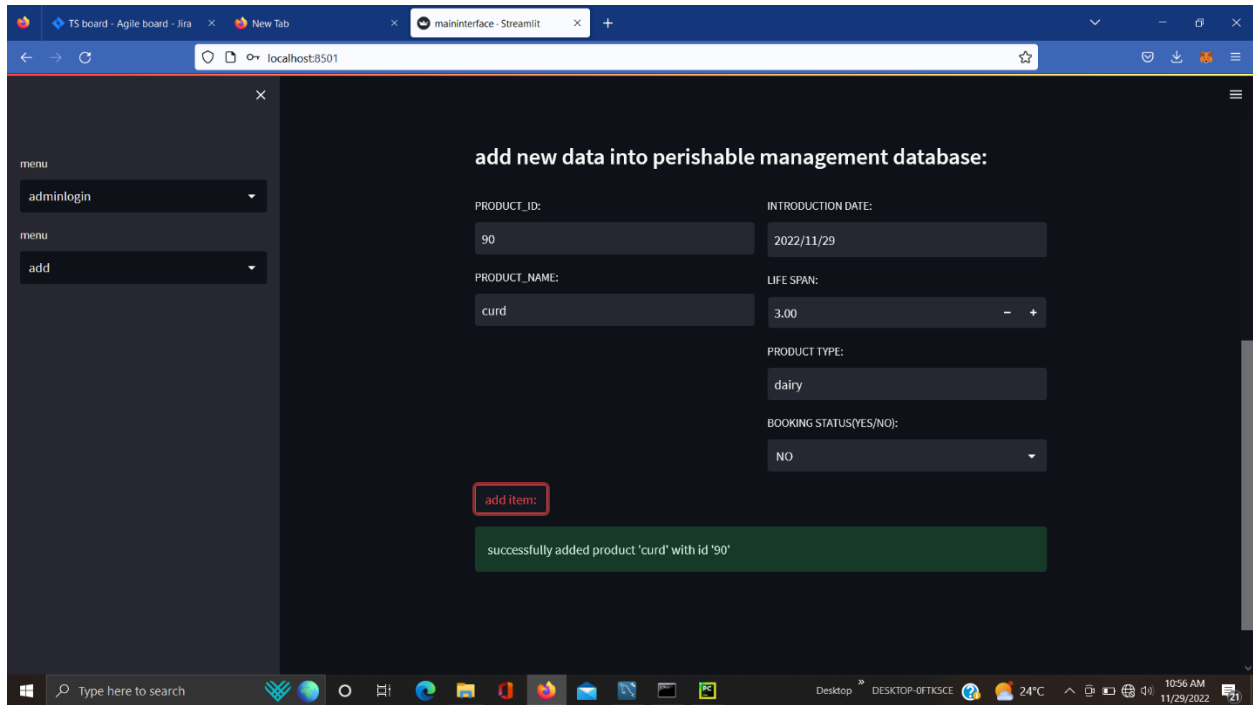 TS board - Agile board - Jira
New Tab
maininterface · Streamlit
localhost:8501
menu
adminlogin
menu
add
add new data into perishable management database:
PRODUCT_ID:
90
PRODUCT_NAME:
curd
INTRODUCTION DATE:
2022/11/29
LIFE SPAN:
3.00
PRODUCT TYPE:
dairy
BOOKING STATUS(YES/NO):
NO
add item:
successfully added product 'curd' with id '90'
Type here to search
PC
Desktop
DESKTOP-0FTK5CE
24°C
10:56 AM
11/29/2022
21